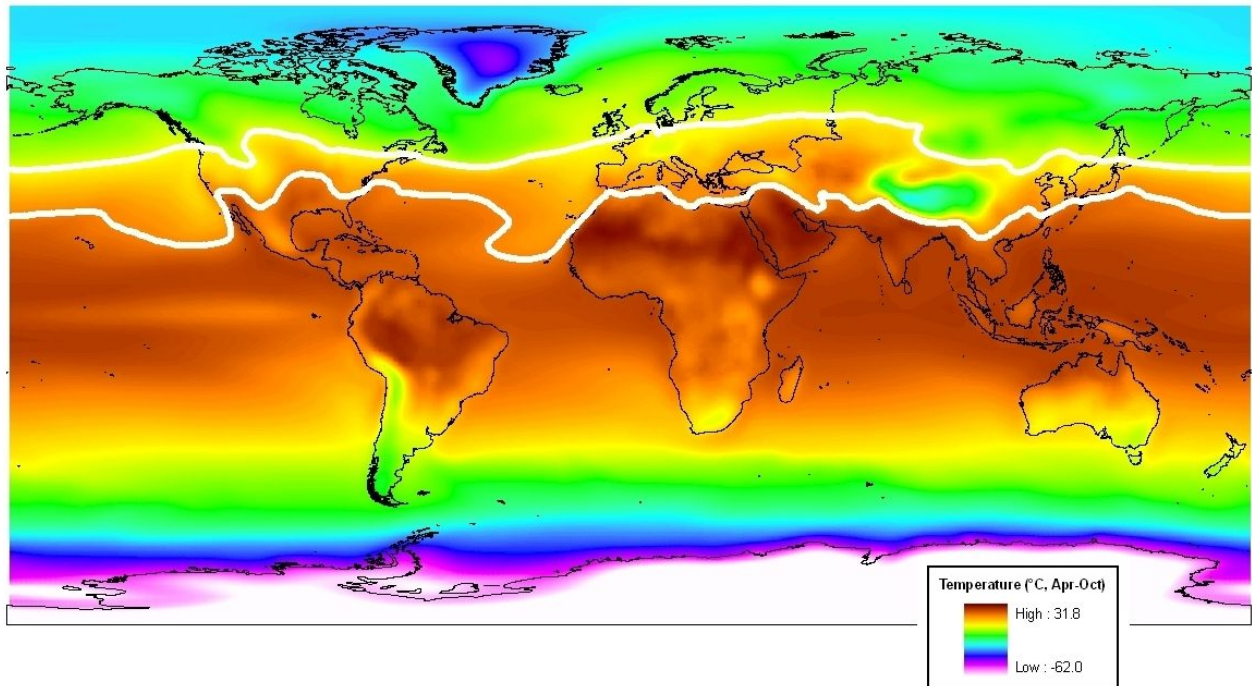 Temperature (°C, Apr-Oct)
High : 31.8
Low : -62.0